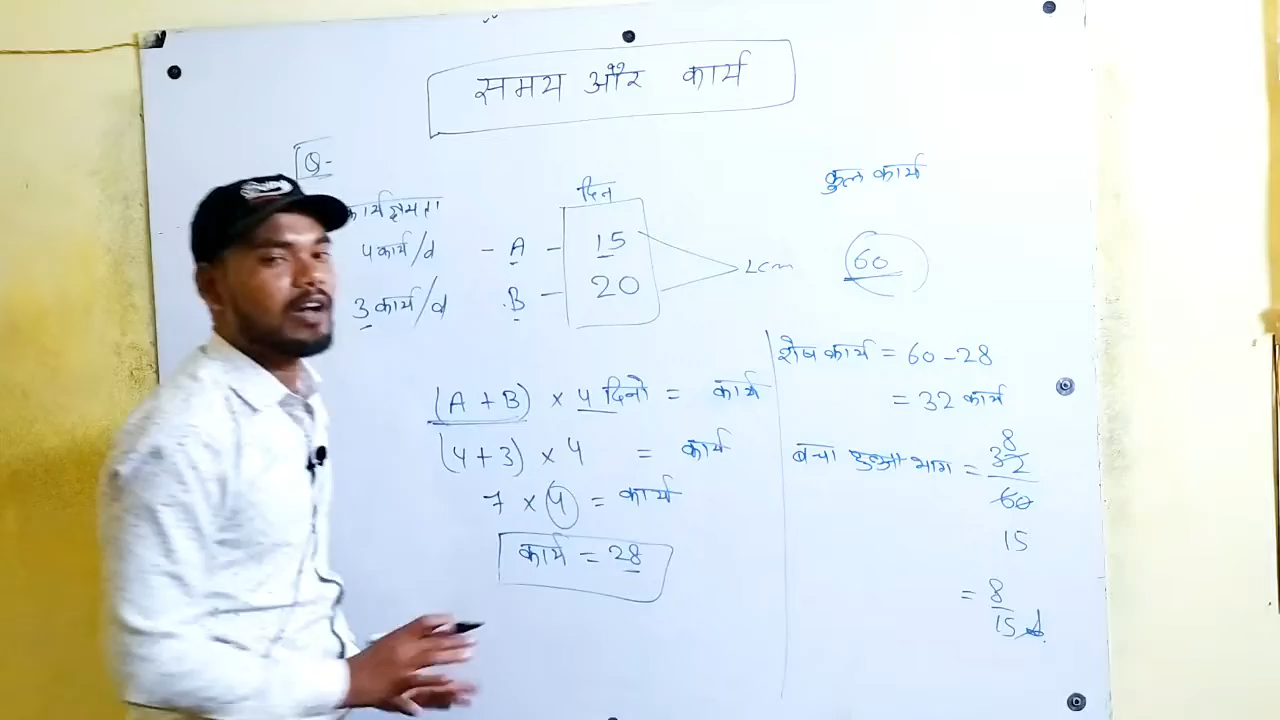 समय और कार्य
Q-
कार्यक्षमता
दिन
कुल कार्य
4 कार्य/d - A - 15
3 कार्य/d B - 20
Lcm
60
(A + B) × 4 दिनो = कार्य
(4 + 3) × 4 = कार्य
7 × 4 = कार्य
कार्य = 28
शेष कार्य = 60 - 28
= 32 कार्य
बचा हुआ भाग = 32/60
8
15
= 8/15